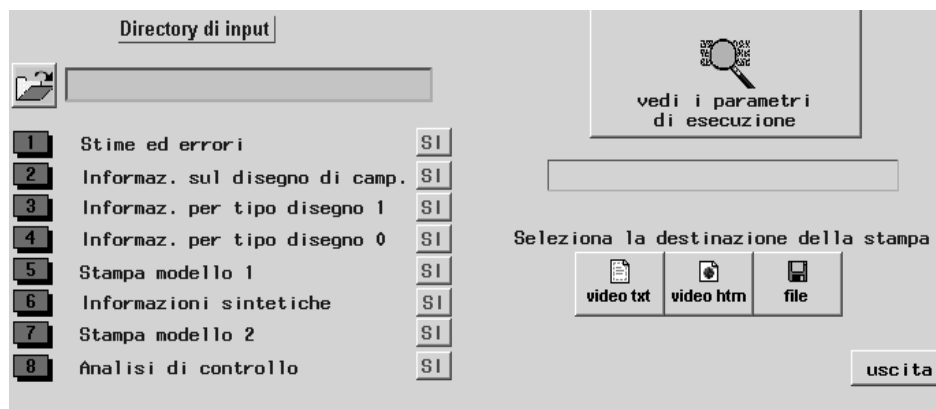 Directory di input
vedi i parametri
di esecuzione
1 Stime ed errori SI
2 Informaz. sul disegno di camp. SI
3 Informaz. per tipo disegno 1 SI
4 Informaz. per tipo disegno 0 SI
5 Stampa modello 1 SI
6 Informazioni sintetiche SI
7 Stampa modello 2 SI
8 Analisi di controllo SI
Seleziona la destinazione della stampa
video txt video htm file
uscita